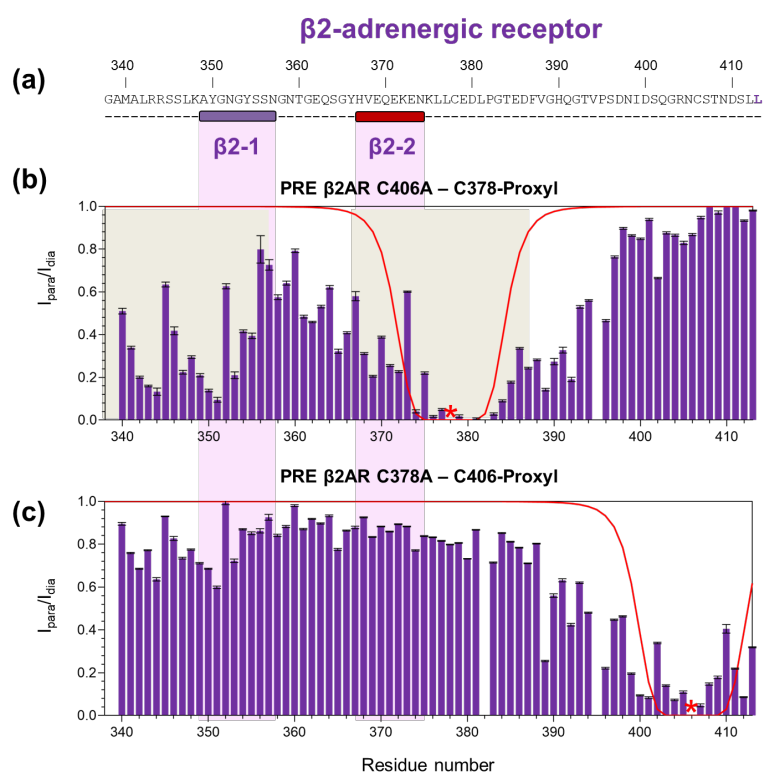 β2-adrenergic receptor
340 350 360 370 380 390 400 410
(a)
GAMALRRSSLKAYGNGYSSNGNTGEQSGYHVEQEKENKLLCEDLPGTEDFVGHQGTVPSDNIDSQGRNCSTNDSLL
β2-1
β2-2
(b)
PRE β2AR C406A – C378-Proxyl
1.0
0.8
0.6
0.4
0.2
0.0
Ipara/Idia
*
340 350 360 370 380 390 400 410
(c)
PRE β2AR C378A – C406-Proxyl
1.0
0.8
0.6
0.4
0.2
0.0
Ipara/Idia
*
340 350 360 370 380 390 400 410
Residue number